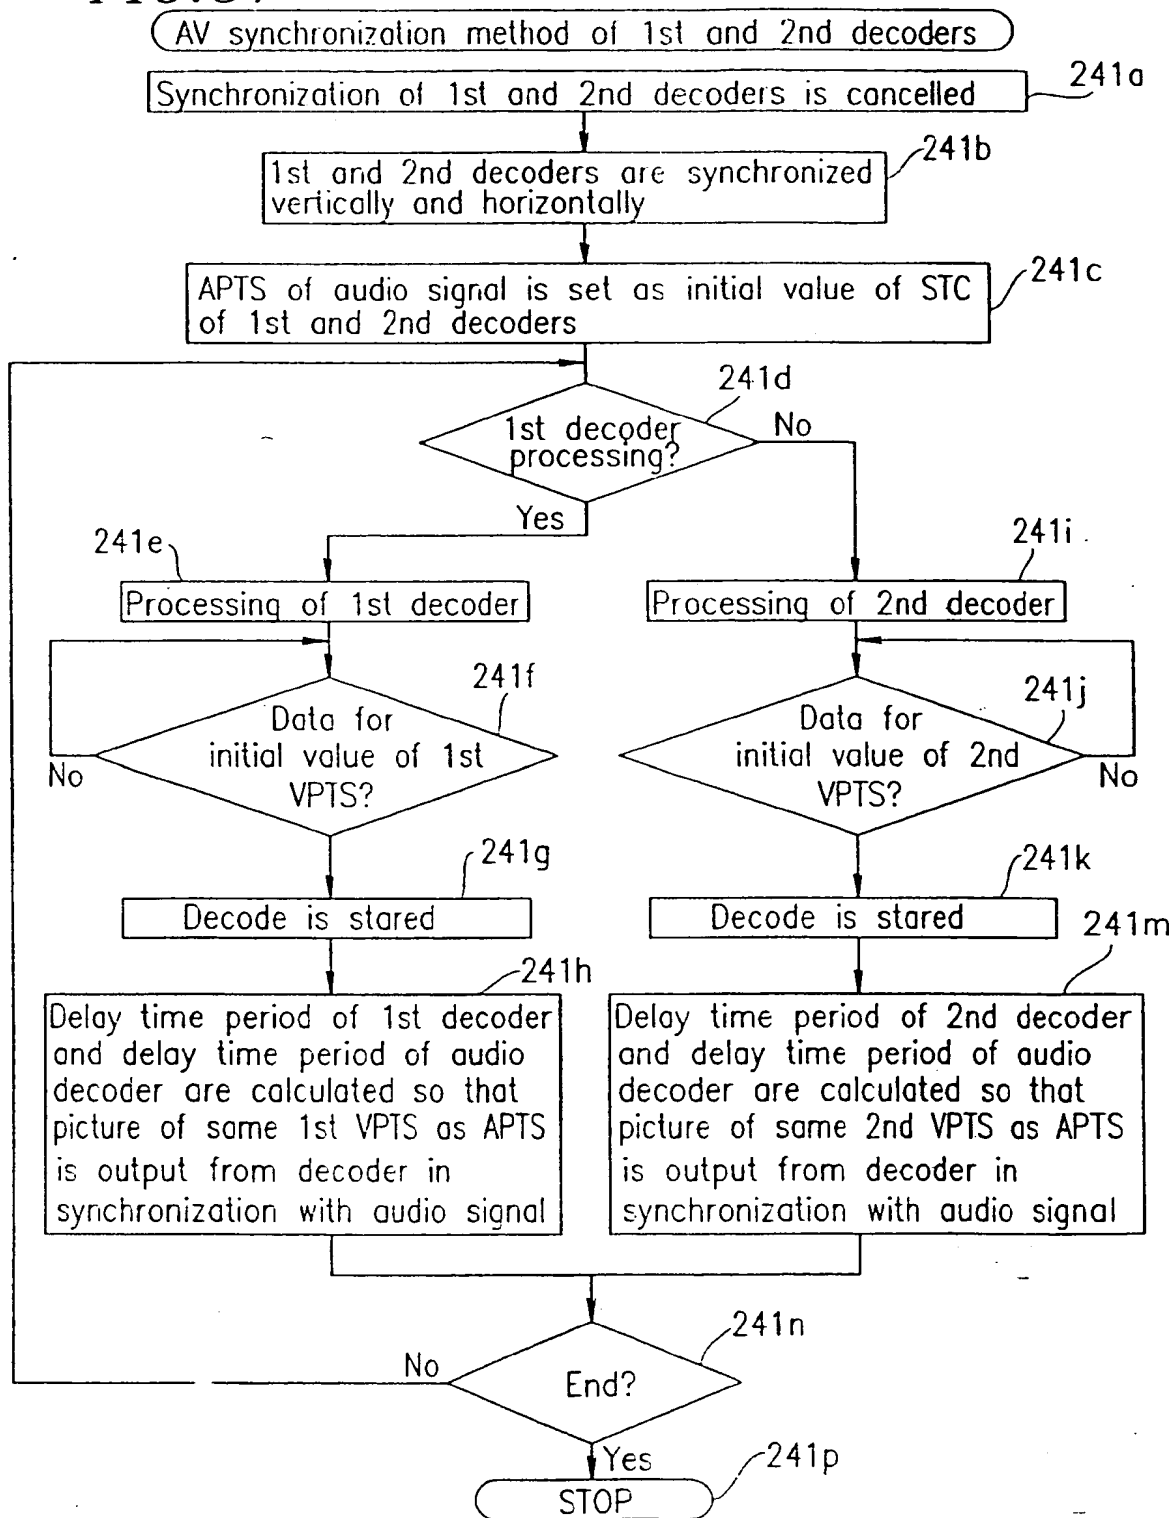 AV synchronization method of 1st and 2nd decoders
241a
Synchronization of 1st and 2nd decoders is cancelled
241b
1st and 2nd decoders are synchronized
vertically and horizontally
241c
APTS of audio signal is set as initial value of STC
of 1st and 2nd decoders
241d
1st decoder
processing?
No
Yes
241e
Processing of 1st decoder
241i
Processing of 2nd decoder
241f
Data for
initial value of 1st
VPTS?
No
241j
Data for
initial value of 2nd
VPTS?
No
241g
Decode is stared
241k
Decode is stared
241h
Delay time period of 1st decoder
and delay time period of audio
decoder are calculated so that
picture of same 1st VPTS as APTS
is output from decoder in
synchronization with audio signal
241m
Delay time period of 2nd decoder
and delay time period of audio
decoder are calculated so that
picture of same 2nd VPTS as APTS
is output from decoder in
synchronization with audio signal
241n
End?
No
Yes
241p
STOP